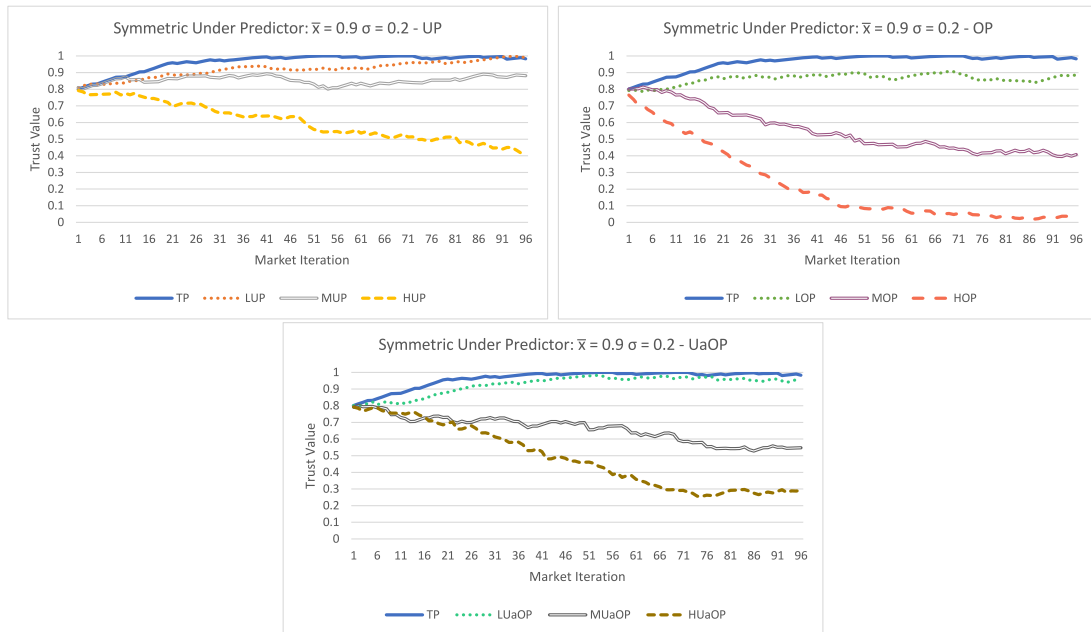 Symmetric Under Predictor: x̅ = 0.9 σ = 0.2 - UP
Trust Value
1
0.9
0.8
0.7
0.6
0.5
0.4
0.3
0.2
0.1
0
1 6 11 16 21 26 31 36 41 46 51 56 61 66 71 76 81 86 91 96
Market Iteration
TP LUP MUP HUP
Symmetric Under Predictor: x̅ = 0.9 σ = 0.2 - OP
Trust Value
1
0.9
0.8
0.7
0.6
0.5
0.4
0.3
0.2
0.1
0
1 6 11 16 21 26 31 36 41 46 51 56 61 66 71 76 81 86 91 96
Market Iteration
TP LOP MOP HOP
Symmetric Under Predictor: x̅ = 0.9 σ = 0.2 - UaOP
Trust Value
1
0.9
0.8
0.7
0.6
0.5
0.4
0.3
0.2
0.1
0
1 6 11 16 21 26 31 36 41 46 51 56 61 66 71 76 81 86 91 96
Market Iteration
TP LUaOP MUaOP HUaOP